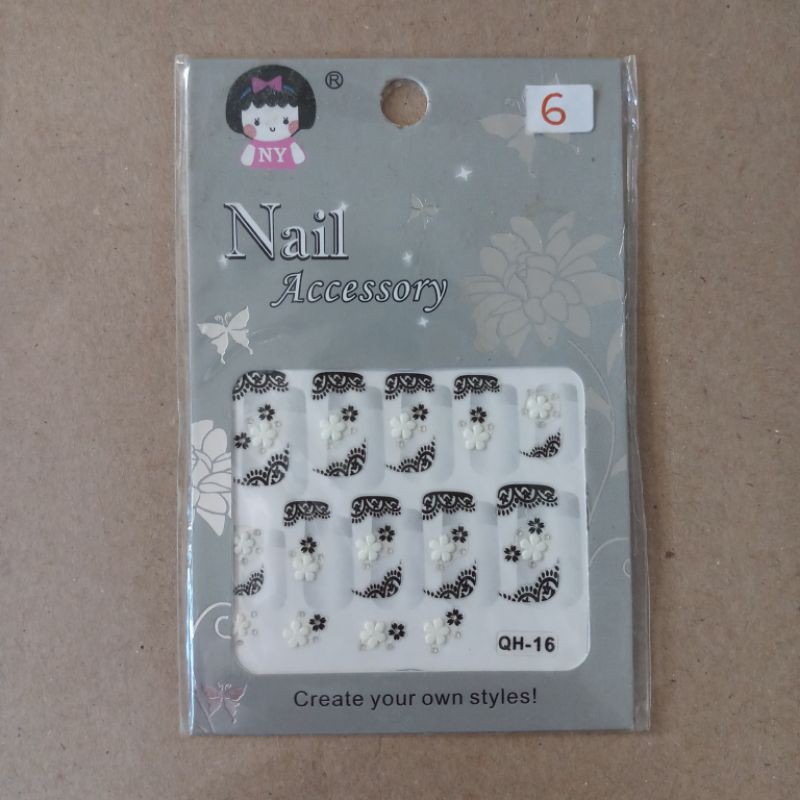 ®
6
NY
Nail
Accessory
QH-16
Create your own styles!